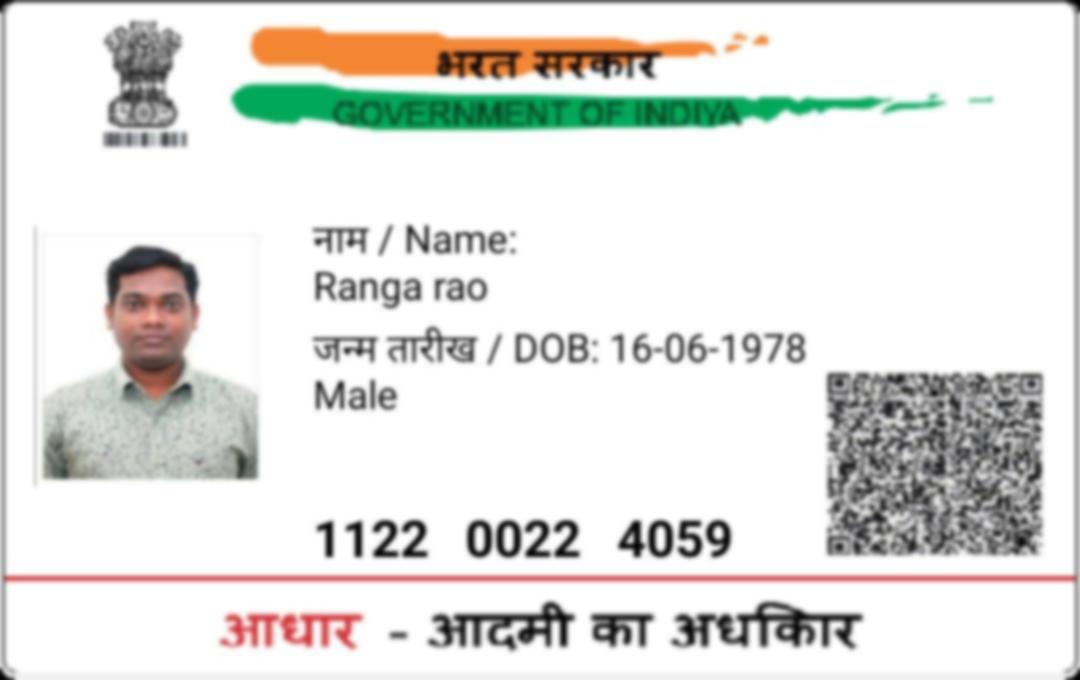 भरत सरकार
GOVERNMENT OF INDIYA
नाम / Name:
Ranga rao
जन्म तारीख / DOB: 16-06-1978
Male
1122 0022 4059
आधार - आदमी का अधकिार